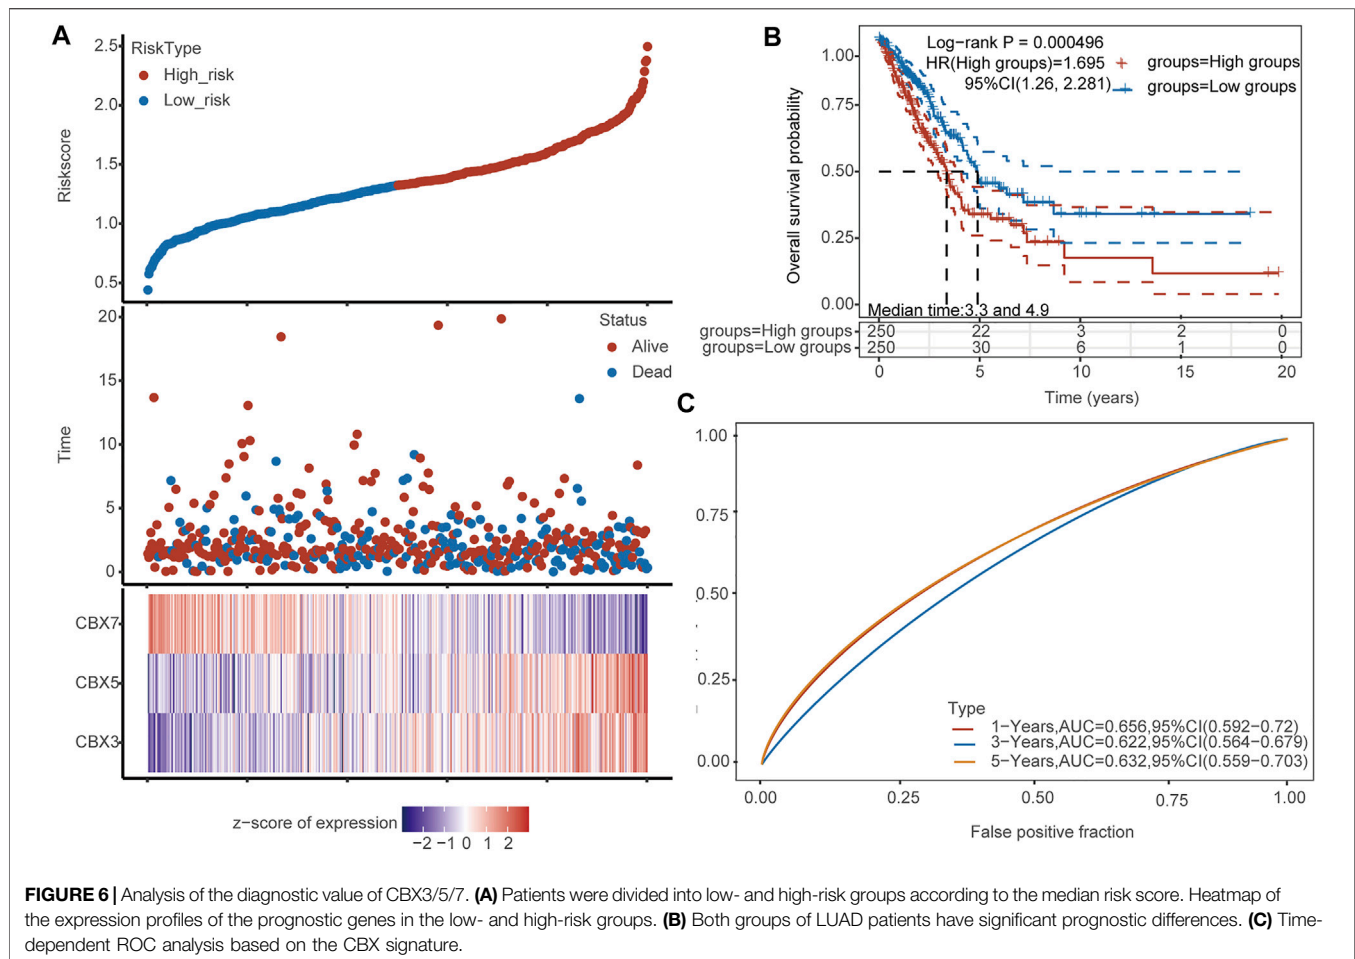 A
RiskType
High_risk
Low_risk
Riskscore
2.5
2.0
1.5
1.0
0.5
Status
Alive
Dead
Time
20
15
10
5
0
CBX7
CBX5
CBX3
z−score of expression
−2 −1 0 1 2
B
Log−rank P = 0.000496
HR(High groups)=1.695
95%CI(1.26, 2.281)
groups=High groups
groups=Low groups
Overall survival probability
1.00
0.75
0.50
0.25
0.00
Median time:3.3 and 4.9
groups=High groups 250 22 3 2 0
groups=Low groups 250 30 6 1 0
0 5 10 15 20
Time (years)
C
1.00
0.75
0.50
0.25
0.00
Type
1−Years,AUC=0.656,95%CI(0.592−0.72)
3−Years,AUC=0.622,95%CI(0.564−0.679)
5−Years,AUC=0.632,95%CI(0.559−0.703)
0.00 0.25 0.50 0.75 1.00
False positive fraction
FIGURE 6 | Analysis of the diagnostic value of CBX3/5/7. (A) Patients were divided into low- and high-risk groups according to the median risk score. Heatmap of
the expression profiles of the prognostic genes in the low- and high-risk groups. (B) Both groups of LUAD patients have significant prognostic differences. (C) Time-
dependent ROC analysis based on the CBX signature.